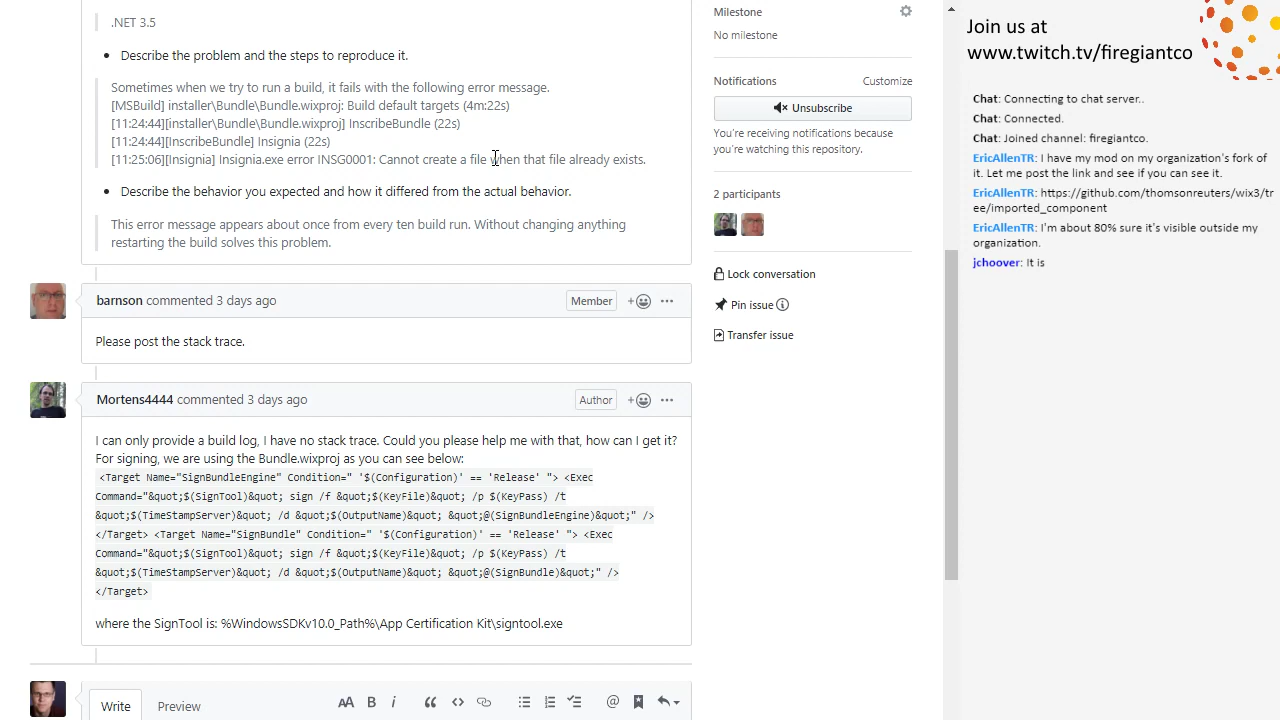 .NET 3.5
Describe the problem and the steps to reproduce it.
Sometimes when we try to run a build, it fails with the following error message.
[MSBuild] installer\Bundle\Bundle.wixproj: Build default targets (4m:22s)
[11:24:44][installer\Bundle\Bundle.wixproj] InscribeBundle (22s)
[11:24:44][InscribeBundle] Insignia (22s)
[11:25:06][Insignia] Insignia.exe error INSG0001: Cannot create a file when that file already exists.
Describe the behavior you expected and how it differed from the actual behavior.
This error message appears about once from every ten build run. Without changing anything
restarting the build solves this problem.
barnson commented 3 days ago
Member
Please post the stack trace.
Mortens4444 commented 3 days ago
Author
I can only provide a build log, I have no stack trace. Could you please help me with that, how can I get it?
For signing, we are using the Bundle.wixproj as you can see below:
<Target Name="SignBundleEngine" Condition=" '$(Configuration)' == 'Release' "> <Exec
Command="&quot;$(SignTool)&quot; sign /f &quot;$(KeyFile)&quot; /p $(KeyPass) /t
&quot;$(TimeStampServer)&quot; /d &quot;$(OutputName)&quot; &quot;@(SignBundleEngine)&quot;" />
</Target> <Target Name="SignBundle" Condition=" '$(Configuration)' == 'Release' "> <Exec
Command="&quot;$(SignTool)&quot; sign /f &quot;$(KeyFile)&quot; /p $(KeyPass) /t
&quot;$(TimeStampServer)&quot; /d &quot;$(OutputName)&quot; &quot;@(SignBundle)&quot;" />
</Target>
where the SignTool is: %WindowsSDKv10.0_Path%\App Certification Kit\signtool.exe
Write
Preview
Milestone
No milestone
Notifications
Customize
Unsubscribe
You're receiving notifications because
you're watching this repository.
2 participants
Lock conversation
Pin issue
Transfer issue
Join us at
www.twitch.tv/firegiantco
Chat: Connecting to chat server..
Chat: Connected.
Chat: Joined channel: firegiantco.
EricAllenTR: I have my mod on my organization's fork
of it. Let me post the link and see if you can see it.
EricAllenTR: https://github.com/thomsonreuters/wix3/tr
ee/imported_component
EricAllenTR: I'm about 80% sure it's visible outside my
organization.
jchoover: It is